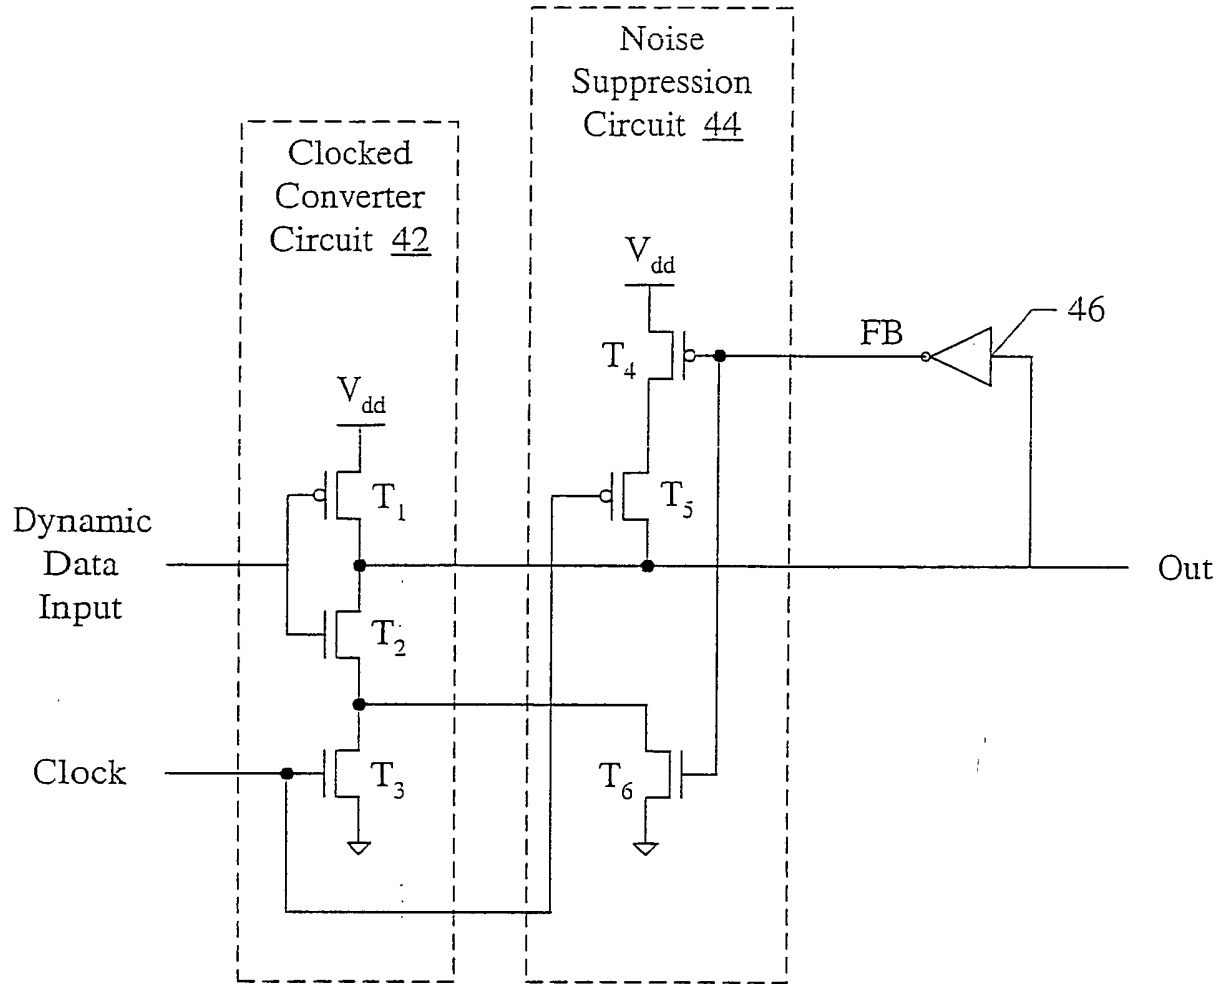 Noise
Suppression
Circuit 44
Clocked
Converter
Circuit 42
Vdd
T4
FB
46
Vdd
T1
T5
Dynamic
Data
Input
Out
T2
Clock
T3
T6